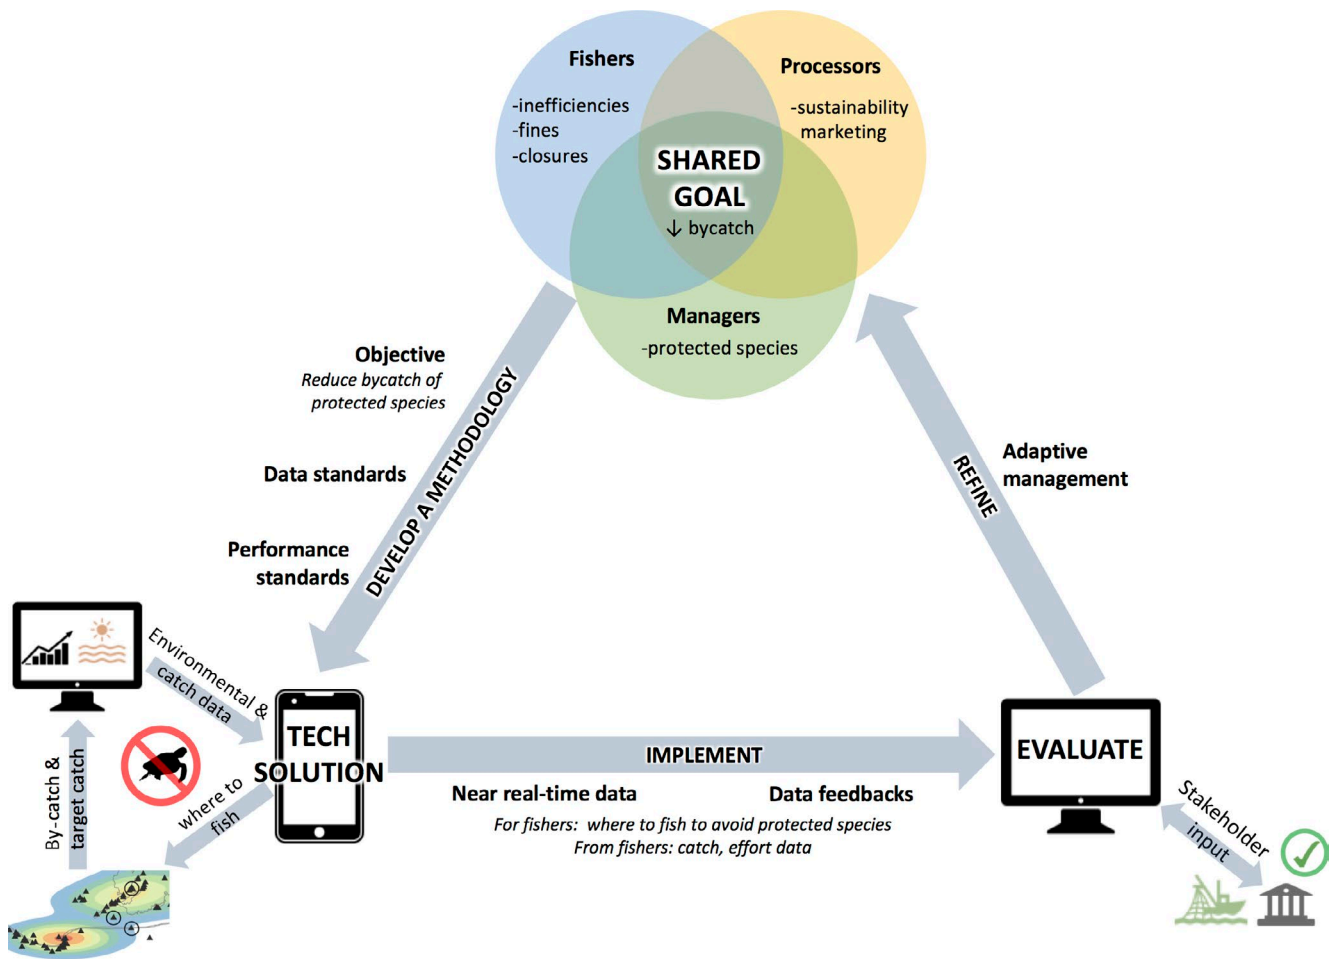 Fishers
-inefficiencies
-fines
-closures
Processors
-sustainability
marketing
SHARED
GOAL
↓ bycatch
Managers
-protected species
Objective
Reduce bycatch of
protected species
Data standards
Performance
standards
DEVELOP A METHODOLOGY
REFINE
Adaptive
management
Environmental &
catch data
TECH
SOLUTION
where to
fish
By-catch &
target catch
IMPLEMENT
Near real-time data
Data feedbacks
For fishers: where to fish to avoid protected species
From fishers: catch, effort data
EVALUATE
Stakeholder
input